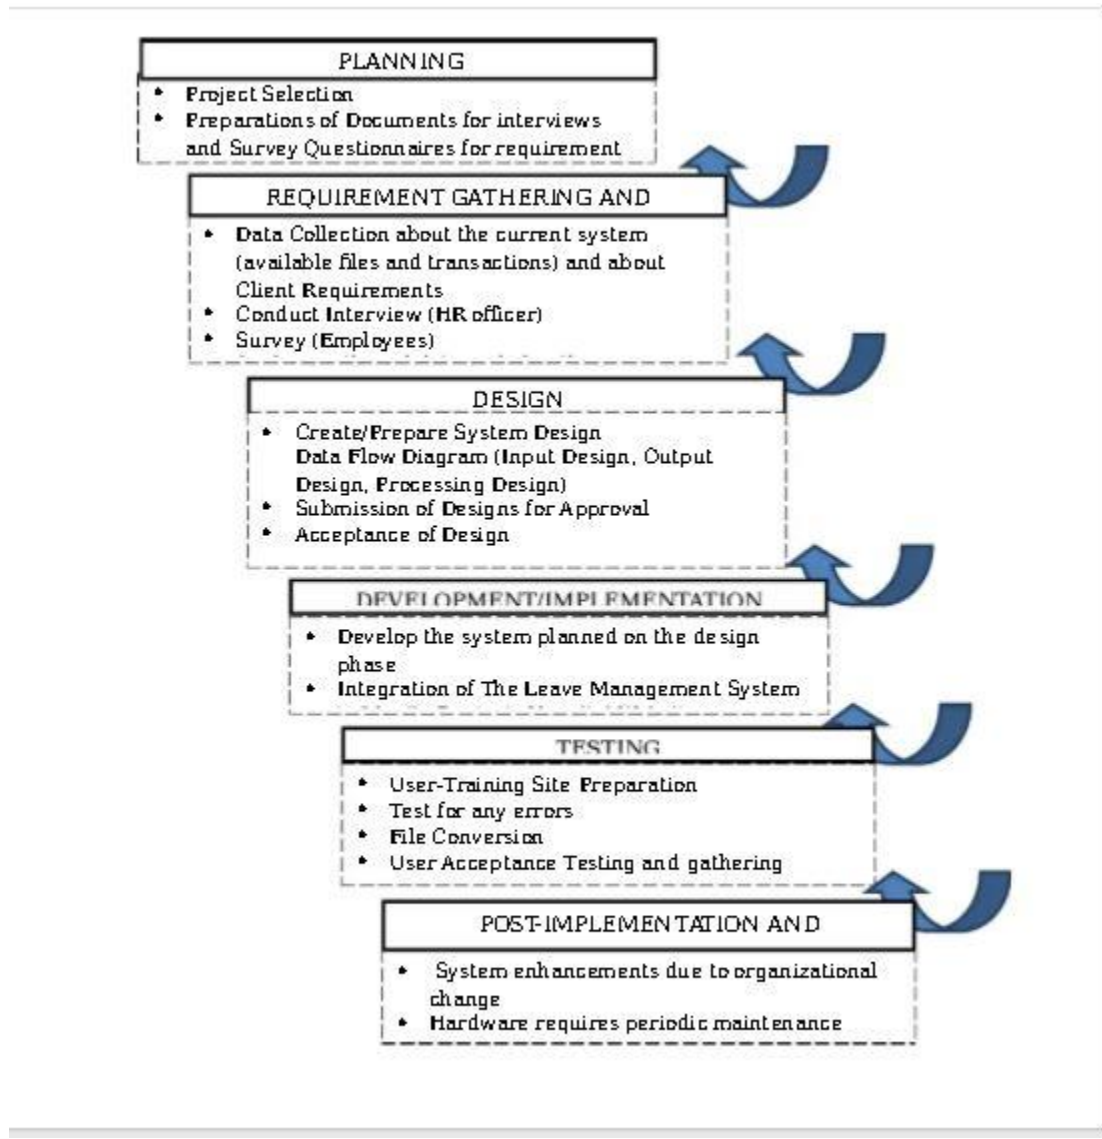 PLANNING
• Project Selection
• Preparations of Documents for interviews
and Survey Questionnaires for requirement
REQUIREMENT GATHERING AND
• Data Collection about the current system
(available files and transactions) and about
Client Requirements
• Conduct Interview (HR officer)
• Survey (Employees)
DESIGN
• Create/Prepare System Design
Data Flow Diagram (Input Design, Output
Design, Processing Design)
• Submission of Designs for Approval
• Acceptance of Design
DEVELOPMENT/IMPLEMENTATION
• Develop the system planned on the design
phase
• Integration of The Leave Management System
TESTING
• User-Training Site Preparation
• Test for any errors
• File Conversion
• User Acceptance Testing and gathering
POST-IMPLEMENTATION AND
• System enhancements due to organizational
change
• Hardware requires periodic maintenance